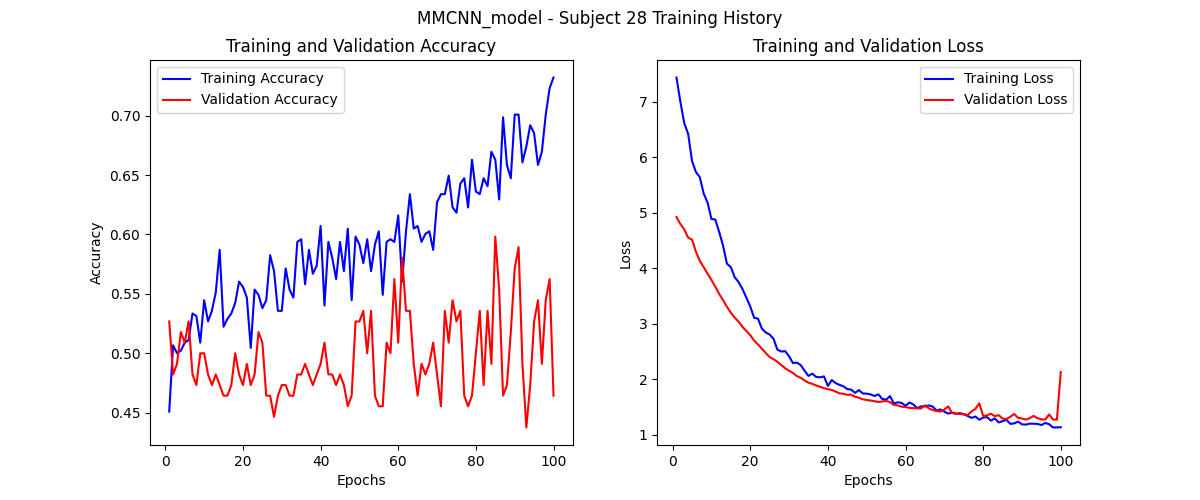 MMCNN_model - Subject 28 Training History
Training and Validation Accuracy
Training Accuracy
Validation Accuracy
Accuracy
0.70
0.65
0.60
0.55
0.50
0.45
0 20 40 60 80 100
Epochs
Training and Validation Loss
Training Loss
Validation Loss
Loss
7
6
5
4
3
2
1
0 20 40 60 80 100
Epochs